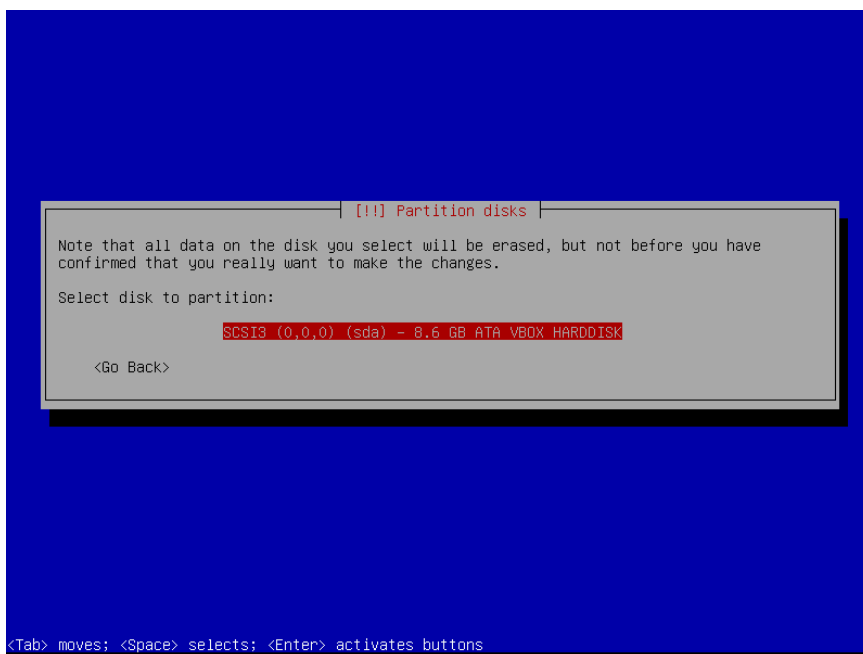 [!!] Partition disks
Note that all data on the disk you select will be erased, but not before you have
confirmed that you really want to make the changes.
Select disk to partition:
SCSI3 (0,0,0) (sda) - 8.6 GB ATA VBOX HARDDISK
<Go Back>
<Tab> moves; <Space> selects; <Enter> activates buttons